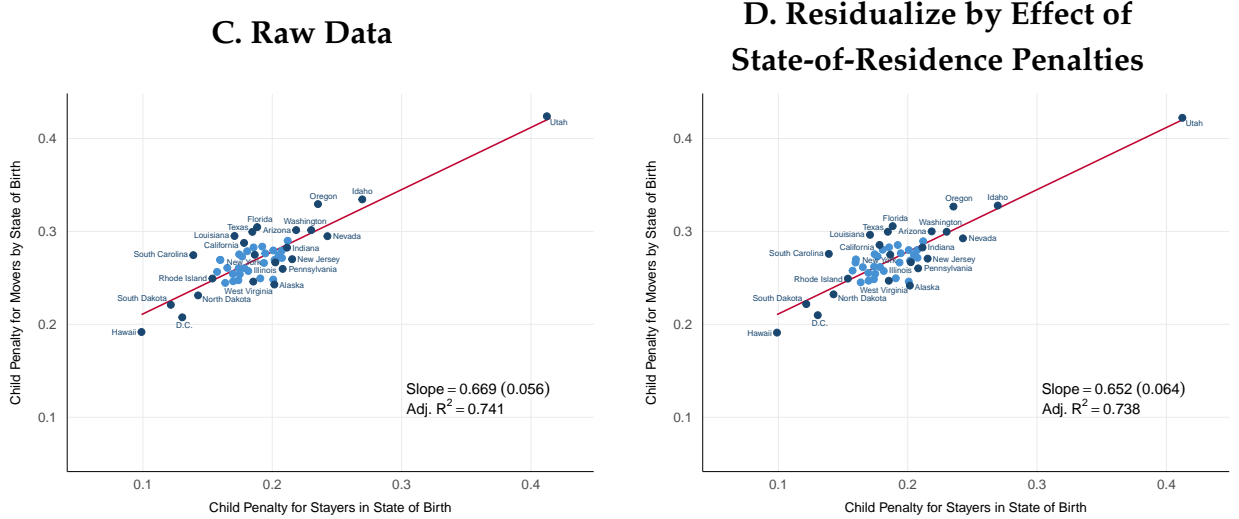 C. Raw Data
Child Penalty for Movers by State of Birth
0.4
0.3
0.2
0.1
Utah
Idaho
Oregon
Florida
Texas
Washington
Arizona
Louisiana
Nevada
California
Indiana
South Carolina
New York
New Jersey
Illinois
Pennsylvania
Rhode Island
West Virginia
Alaska
South Dakota
North Dakota
D.C.
Hawaii
Slope = 0.669 (0.056)
Adj. R² = 0.741
0.1 0.2 0.3 0.4
Child Penalty for Stayers in State of Birth
D. Residualize by Effect of
State-of-Residence Penalties
Child Penalty for Movers by State of Birth
0.4
0.3
0.2
0.1
Utah
Idaho
Oregon
Florida
Texas
Washington
Arizona
Louisiana
Nevada
California
Indiana
South Carolina
New York
New Jersey
Illinois
Pennsylvania
Rhode Island
West Virginia
Alaska
South Dakota
North Dakota
D.C.
Hawaii
Slope = 0.652 (0.064)
Adj. R² = 0.738
0.1 0.2 0.3 0.4
Child Penalty for Stayers in State of Birth